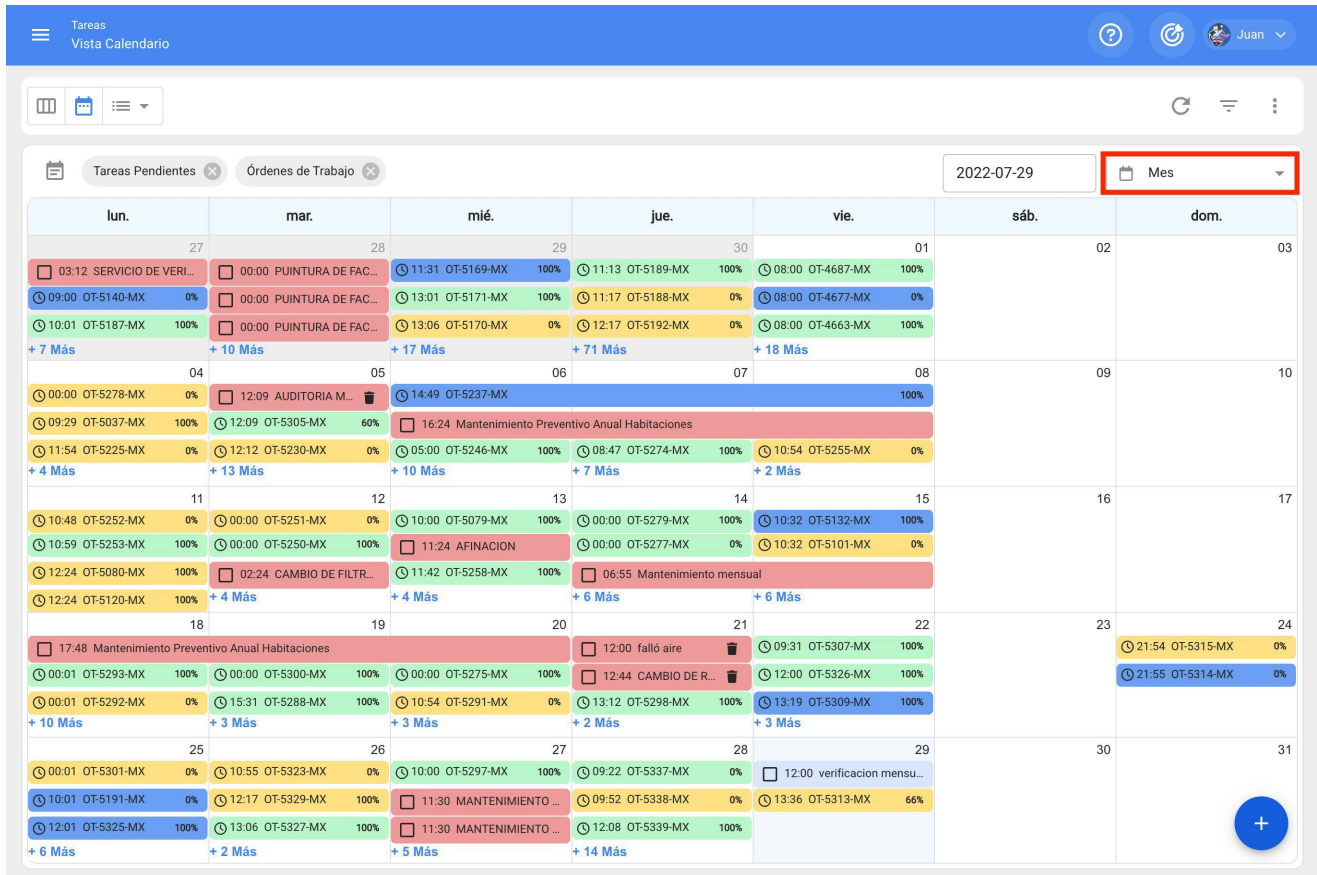 Tareas
Vista Calendario
Juan
Tareas Pendientes
Órdenes de Trabajo
2022-07-29
Mes
lun. mar. mié. jue. vie. sáb. dom.
27 28 29 30 01 02 03
03:12 SERVICIO DE VERI... 00:00 PUINTURA DE FAC... 11:31 OT-5169-MX 100% 11:13 OT-5189-MX 100% 08:00 OT-4687-MX 100%
09:00 OT-5140-MX 0% 00:00 PUINTURA DE FAC... 13:01 OT-5171-MX 100% 11:17 OT-5188-MX 0% 08:00 OT-4677-MX 0%
10:01 OT-5187-MX 100% 00:00 PUINTURA DE FAC... 13:06 OT-5170-MX 0% 12:17 OT-5192-MX 0% 08:00 OT-4663-MX 100%
+ 7 Más + 10 Más + 17 Más + 71 Más + 18 Más
04 05 06 07 08 09 10
00:00 OT-5278-MX 0% 12:09 AUDITORIA M... 14:49 OT-5237-MX 100%
09:29 OT-5037-MX 100% 12:09 OT-5305-MX 60% 16:24 Mantenimiento Preventivo Anual Habitaciones
11:54 OT-5225-MX 0% 12:12 OT-5230-MX 0% 05:00 OT-5246-MX 100% 08:47 OT-5274-MX 100% 10:54 OT-5255-MX 0%
+ 4 Más + 13 Más + 10 Más + 7 Más + 2 Más
11 12 13 14 15 16 17
10:48 OT-5252-MX 0% 00:00 OT-5251-MX 0% 10:00 OT-5079-MX 100% 00:00 OT-5279-MX 100% 10:32 OT-5132-MX 100%
10:59 OT-5253-MX 100% 00:00 OT-5250-MX 100% 11:24 AFINACION 00:00 OT-5277-MX 0% 10:32 OT-5101-MX 0%
12:24 OT-5080-MX 100% 02:24 CAMBIO DE FILTR... 11:42 OT-5258-MX 100% 06:55 Mantenimiento mensual
12:24 OT-5120-MX 100% + 4 Más + 4 Más + 6 Más + 6 Más
18 19 20 21 22 23 24
17:48 Mantenimiento Preventivo Anual Habitaciones 12:00 falló aire 09:31 OT-5307-MX 100% 21:54 OT-5315-MX 0%
00:01 OT-5293-MX 100% 00:00 OT-5300-MX 100% 00:00 OT-5275-MX 100% 12:44 CAMBIO DE R... 12:00 OT-5326-MX 100% 21:55 OT-5314-MX 0%
00:01 OT-5292-MX 0% 15:31 OT-5288-MX 100% 10:54 OT-5291-MX 0% 13:12 OT-5298-MX 100% 13:19 OT-5309-MX 100%
+ 10 Más + 3 Más + 3 Más + 2 Más + 3 Más
25 26 27 28 29 30 31
00:01 OT-5301-MX 0% 10:55 OT-5323-MX 0% 10:00 OT-5297-MX 100% 09:22 OT-5337-MX 0% 12:00 verificacion mensu...
10:01 OT-5191-MX 0% 12:17 OT-5329-MX 100% 11:30 MANTENIMIENTO ... 09:52 OT-5338-MX 0% 13:36 OT-5313-MX 66%
12:01 OT-5325-MX 100% 13:06 OT-5327-MX 100% 11:30 MANTENIMIENTO ... 12:08 OT-5339-MX 100%
+ 6 Más + 2 Más + 5 Más + 14 Más